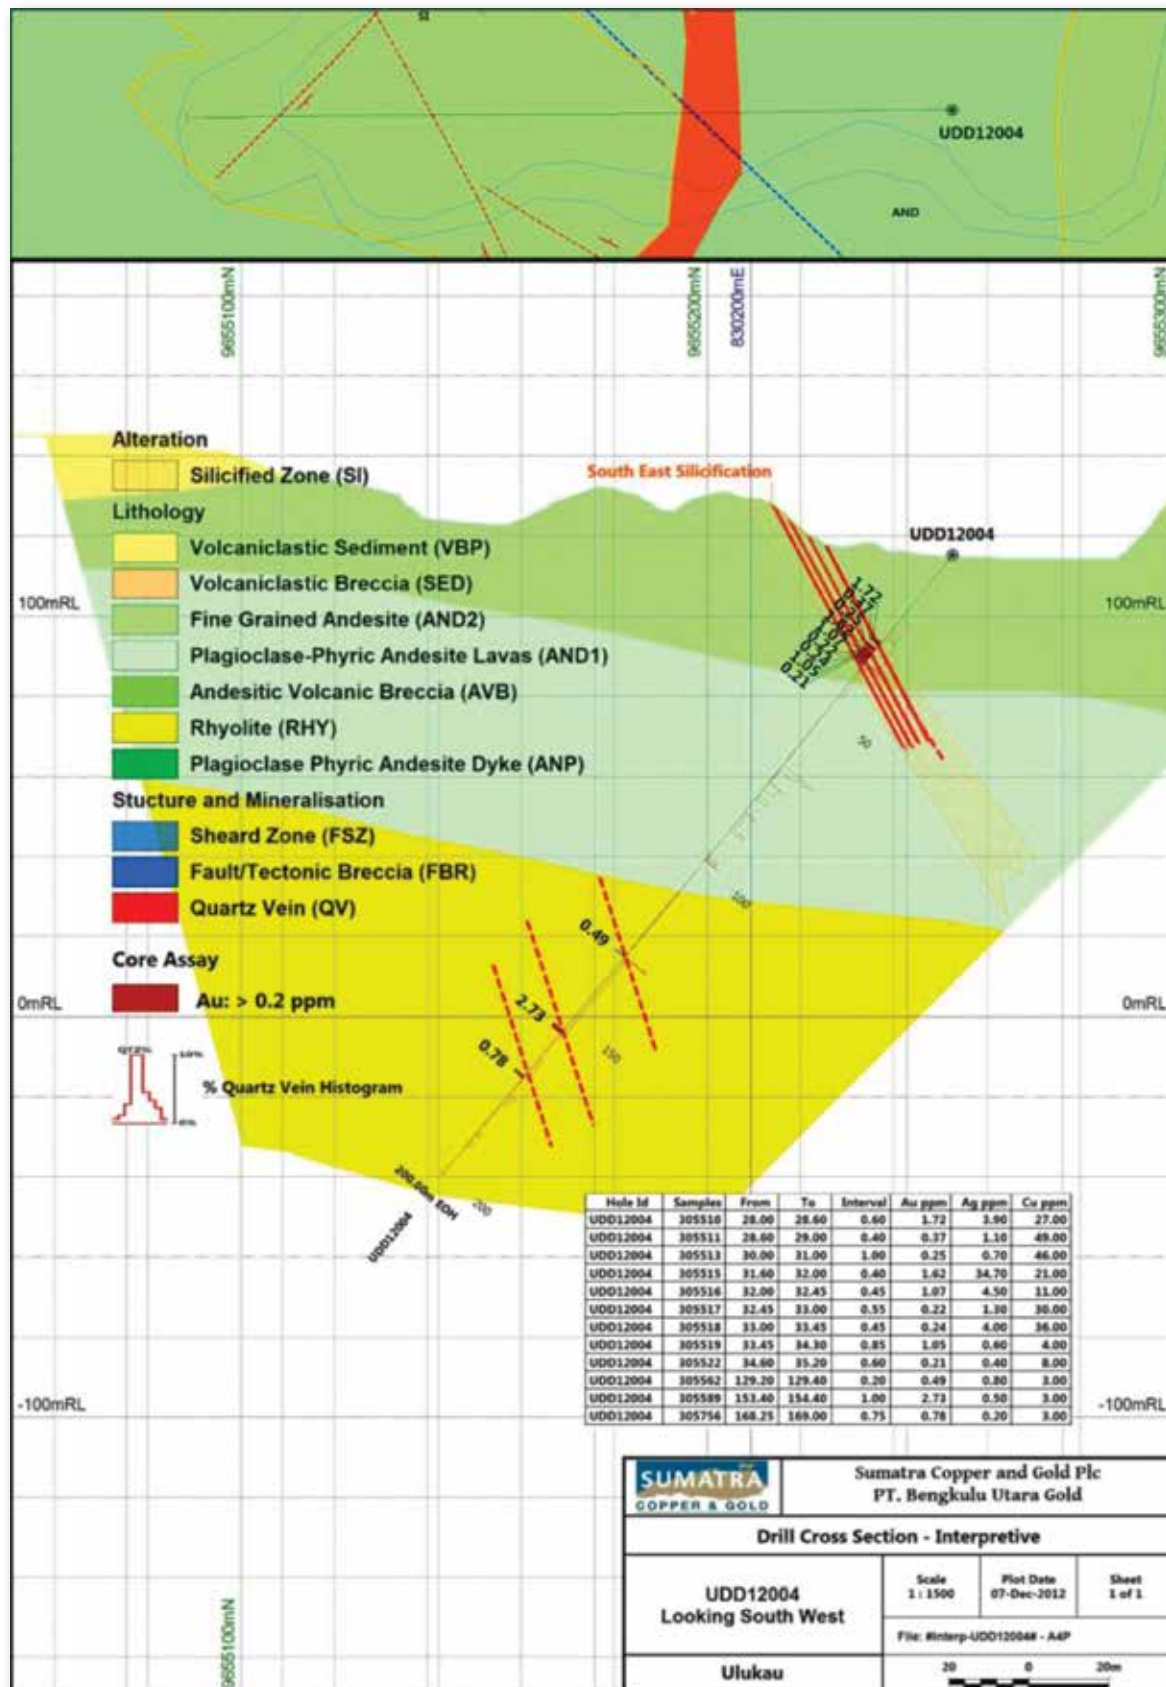 SI
UDD12004
AND
9655100mN
9655200mN
830200mE
9655300mN
Alteration
Silicified Zone (SI)
South East Silicification
Lithology
UDD12004
Volcaniclastic Sediment (VBP)
Volcaniclastic Breccia (SED)
100mRL
100mRL
Fine Grained Andesite (AND2)
Plagioclase-Phyric Andesite Lavas (AND1)
Andesitic Volcanic Breccia (AVB)
Rhyolite (RHY)
Plagioclase Phyric Andesite Dyke (ANP)
Stucture and Mineralisation
Sheard Zone (FSZ)
Fault/Tectonic Breccia (FBR)
Quartz Vein (QV)
1.72
1.05
0.21
50
100
0.49
Core Assay
Au: > 0.2 ppm
0mRL
0mRL
2.73
150
0.78
QTZ%
10%
0%
% Quartz Vein Histogram
200.00m EOH
200
UDD12004
Hole Id Samples From To Interval Au ppm Ag ppm Cu ppm
UDD12004 305510 28.00 28.60 0.60 1.72 3.90 27.00
UDD12004 305511 28.60 29.00 0.40 0.37 1.10 49.00
UDD12004 305513 30.00 31.00 1.00 0.25 0.70 46.00
UDD12004 305515 31.60 32.00 0.40 1.62 34.70 21.00
UDD12004 305516 32.00 32.45 0.45 1.07 4.50 11.00
UDD12004 305517 32.45 33.00 0.55 0.22 1.30 30.00
UDD12004 305518 33.00 33.45 0.45 0.24 4.00 36.00
UDD12004 305519 33.45 34.30 0.85 1.05 0.60 4.00
UDD12004 305522 34.60 35.20 0.60 0.21 0.40 8.00
UDD12004 305562 129.20 129.40 0.20 0.49 0.80 3.00
UDD12004 305589 153.40 154.40 1.00 2.73 0.50 3.00
UDD12004 305756 168.25 169.00 0.75 0.78 0.20 3.00
-100mRL
-100mRL
SUMATRA
COPPER & GOLD
Sumatra Copper and Gold Plc
PT. Bengkulu Utara Gold
Drill Cross Section - Interpretive
UDD12004
Looking South West
Scale
1 : 1500
Plot Date
07-Dec-2012
Sheet
1 of 1
File: #Interp-UDD12004# - A4P
Ulukau
20 0 20m
9655100mN